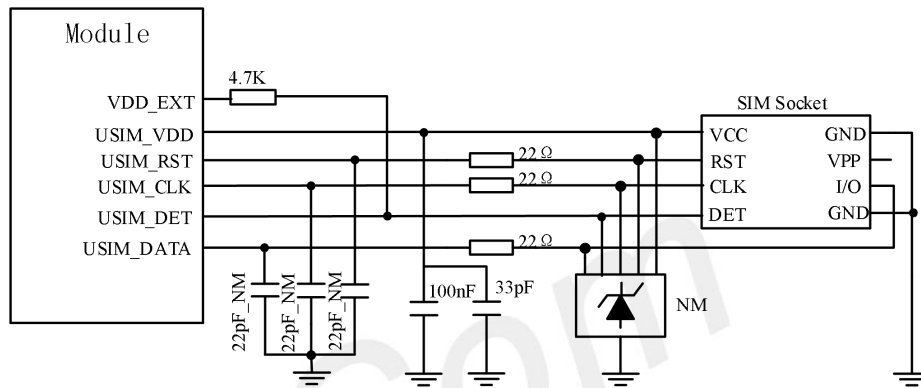 Module
4.7K
VDD_EXT
SIM Socket
USIM_VDD
VCC
GND
USIM_RST
22Ω
RST
VPP
USIM_CLK
22Ω
CLK
I/O
USIM_DET
DET
GND
USIM_DATA
22Ω
22pF_NM
22pF_NM
22pF_NM
100nF
33pF
NM
Com